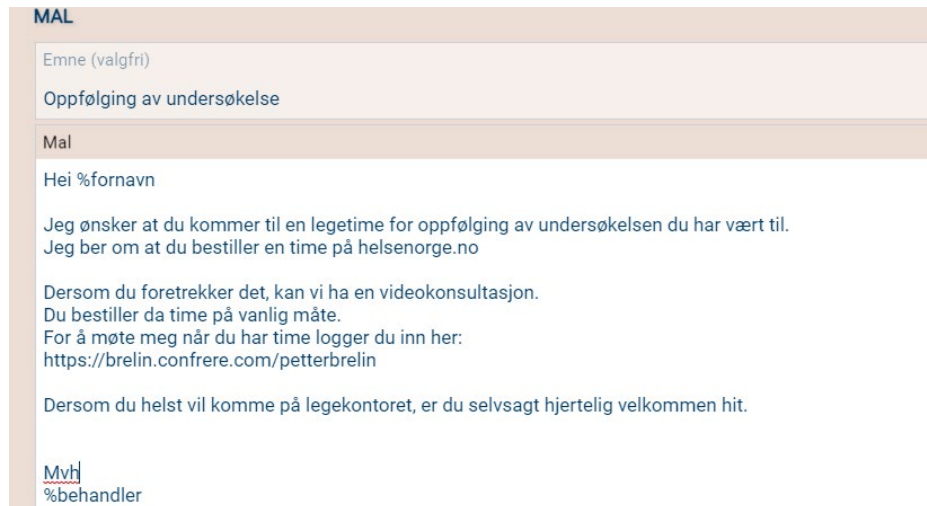 MAL
Emne (valgfri)
Oppfølging av undersøkelse
Mal
Hei %fornavn
Jeg ønsker at du kommer til en legetime for oppfølging av undersøkelsen du har vært til.
Jeg ber om at du bestiller en time på helsenorge.no
Dersom du foretrekker det, kan vi ha en videokonsultasjon.
Du bestiller da time på vanlig måte.
For å møte meg når du har time logger du inn her:
https://brelin.confrere.com/petterbrelin
Dersom du helst vil komme på legekontoret, er du selvsagt hjertelig velkommen hit.
Mvh
%behandler